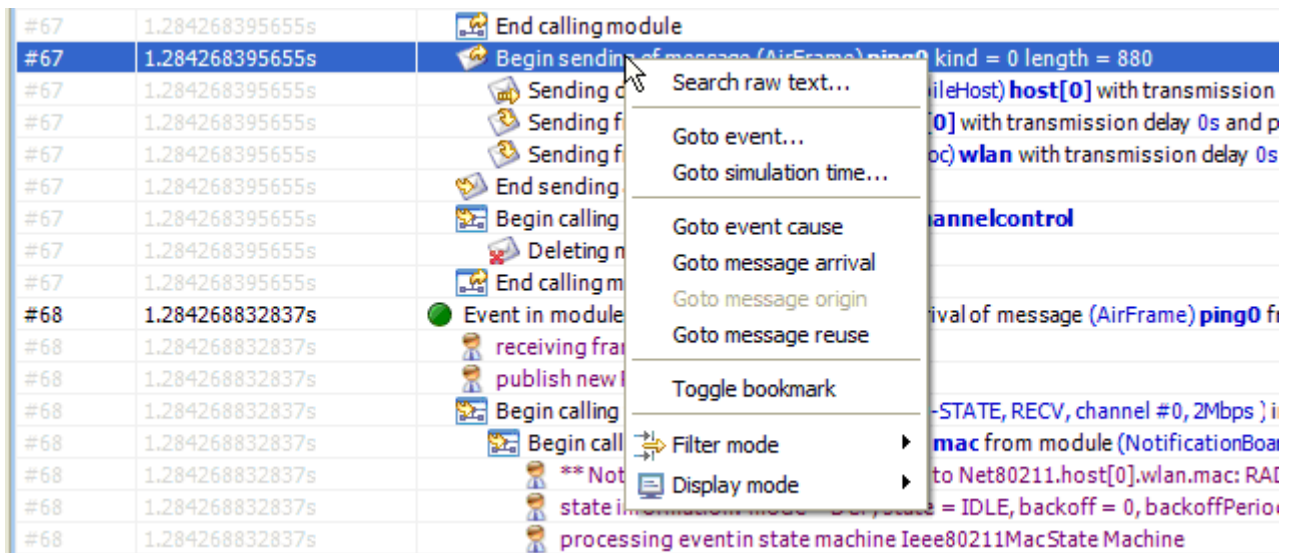 #67 1.284268395655s End calling module
#67 1.284268395655s Begin sending of message (AirFrame) ping0 kind = 0 length = 880
#67 1.284268395655s Sending ileHost) host[0] with transmission
#67 1.284268395655s Sending [0] with transmission delay 0s and p
#67 1.284268395655s Sending oc) wlan with transmission delay 0s
#67 1.284268395655s End sending
#67 1.284268395655s Begin calling annelcontrol
#67 1.284268395655s Deleting
#67 1.284268395655s End calling m
#68 1.284268832837s Event in module ival of message (AirFrame) ping0 fr
#68 1.284268832837s receiving fra
#68 1.284268832837s publish new
#68 1.284268832837s Begin calling -STATE, RECV, channel #0, 2Mbps ) i
#68 1.284268832837s Begin call mac from module (NotificationBoar
#68 1.284268832837s ** Not to Net80211.host[0].wlan.mac: RAD
#68 1.284268832837s state = IDLE, backoff = 0, backoffPerio
#68 1.284268832837s processing event in state machine Ieee80211MacState Machine
Search raw text...
Goto event...
Goto simulation time...
Goto event cause
Goto message arrival
Goto message origin
Goto message reuse
Toggle bookmark
Filter mode
Display mode